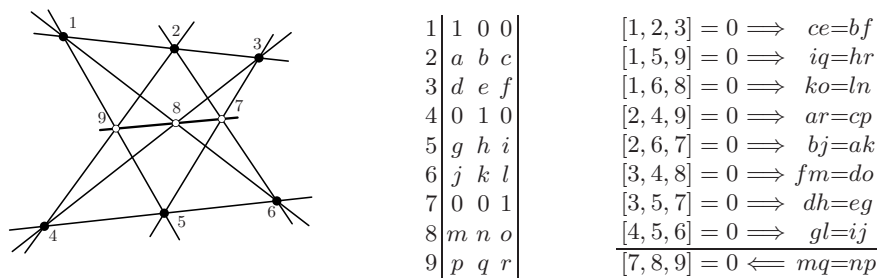 1 2 3
9 8 7
4 5 6
1 1 0 0
2 a b c
3 d e f
4 0 1 0
5 g h i
6 j k l
7 0 0 1
8 m n o
9 p q r
[1, 2, 3] = 0 ⟹ ce=bf
[1, 5, 9] = 0 ⟹ iq=hr
[1, 6, 8] = 0 ⟹ ko=ln
[2, 4, 9] = 0 ⟹ ar=cp
[2, 6, 7] = 0 ⟹ bj=ak
[3, 4, 8] = 0 ⟹ fm=do
[3, 5, 7] = 0 ⟹ dh=eg
[4, 5, 6] = 0 ⟹ gl=ij
[7, 8, 9] = 0 ⟸ mq=np